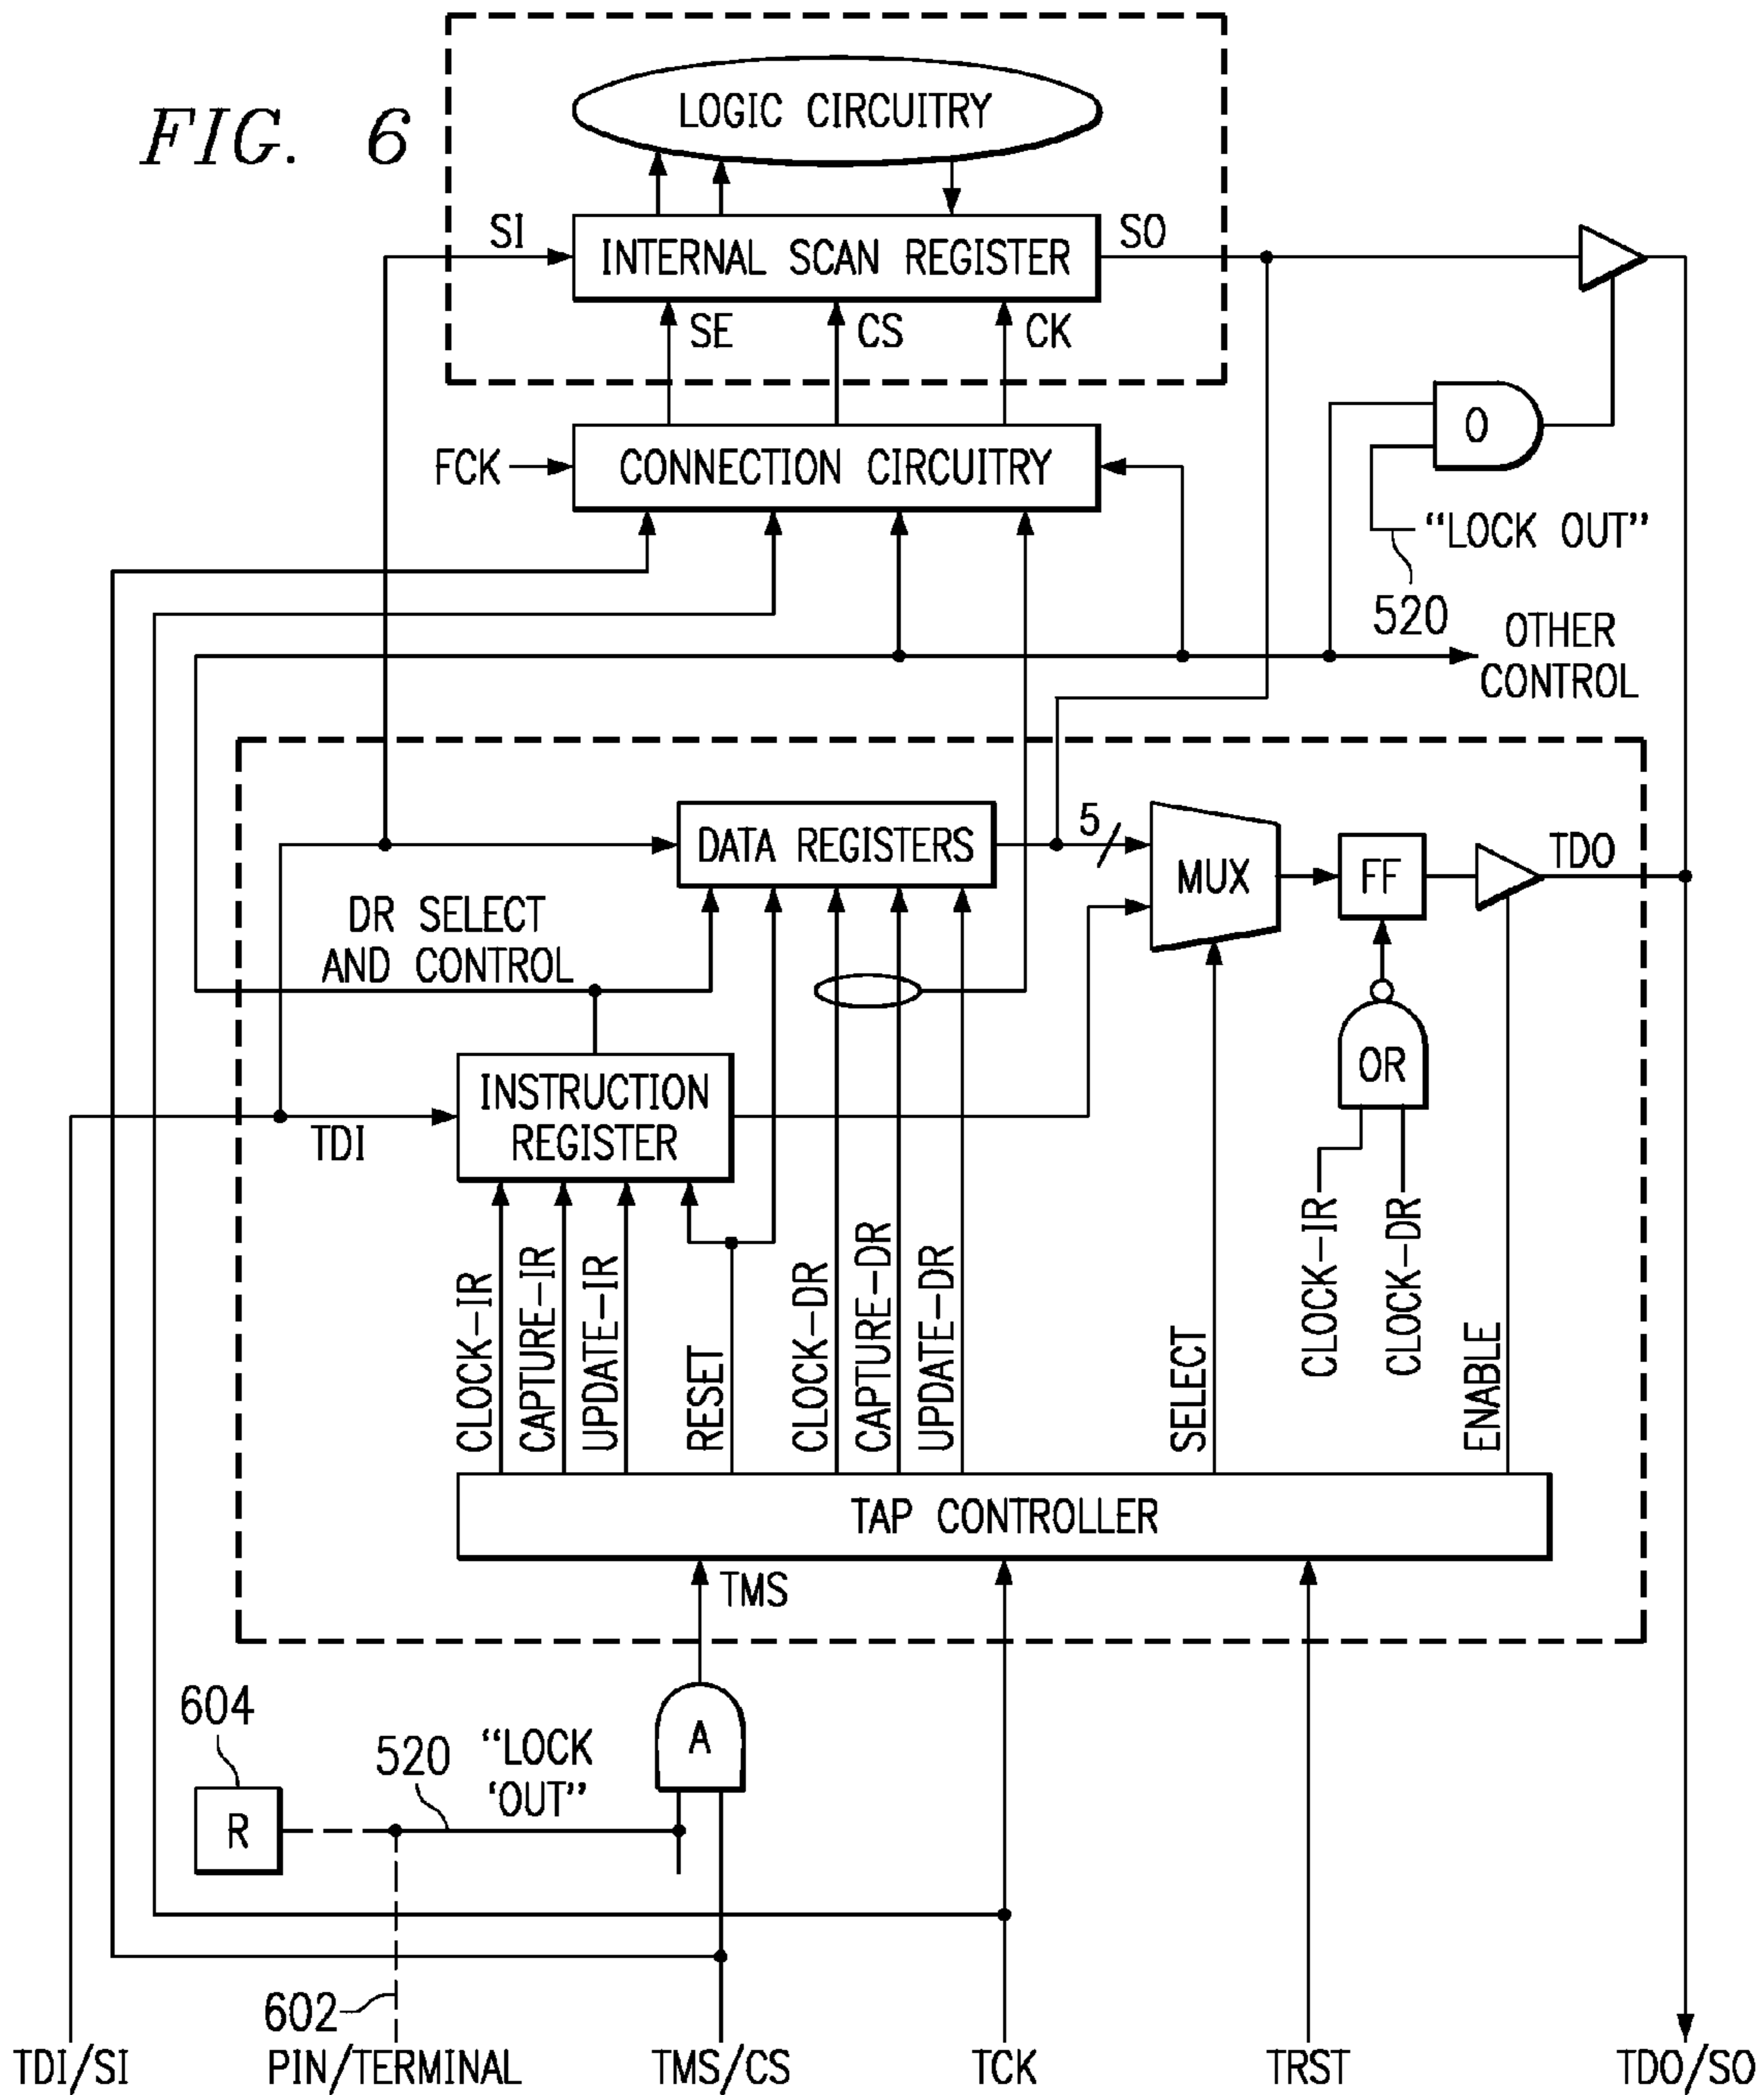 FIG. 6
LOGIC CIRCUITRY
SI
INTERNAL SCAN REGISTER
SO
SE
CS
CK
FCK
CONNECTION CIRCUITRY
O
“LOCK OUT”
520
OTHER
CONTROL
DATA REGISTERS
5
MUX
FF
TDO
DR SELECT
AND CONTROL
OR
INSTRUCTION
REGISTER
TDI
CLOCK-IR
CLOCK-DR
CLOCK-IR
CAPTURE-IR
UPDATE-IR
RESET
CLOCK-DR
CAPTURE-DR
UPDATE-DR
SELECT
ENABLE
TAP CONTROLLER
TMS
604
A
520
“LOCK
‘OUT”
R
602
TDI/SI
PIN/TERMINAL
TMS/CS
TCK
TRST
TDO/SO